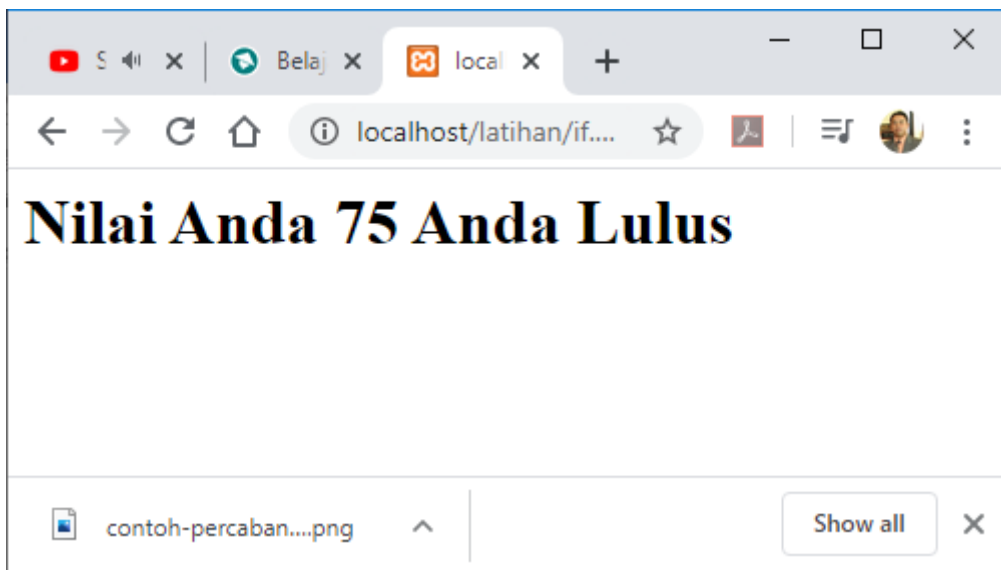 S
Belaj
local
localhost/latihan/if....
Nilai Anda 75 Anda Lulus
contoh-percaban....png
Show all